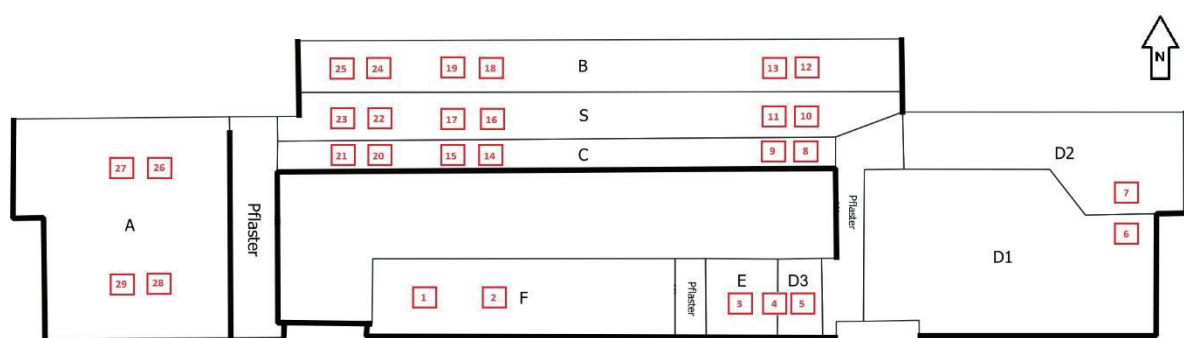 N
25 24 19 18 B 13 12
23 22 17 16 S 11 10
21 20 15 14 C 9 8
D2
27 26
7
Pflaster
Pflaster
A
6
D1
E D3
29 28
Pflaster
1 2 F 3 4 5